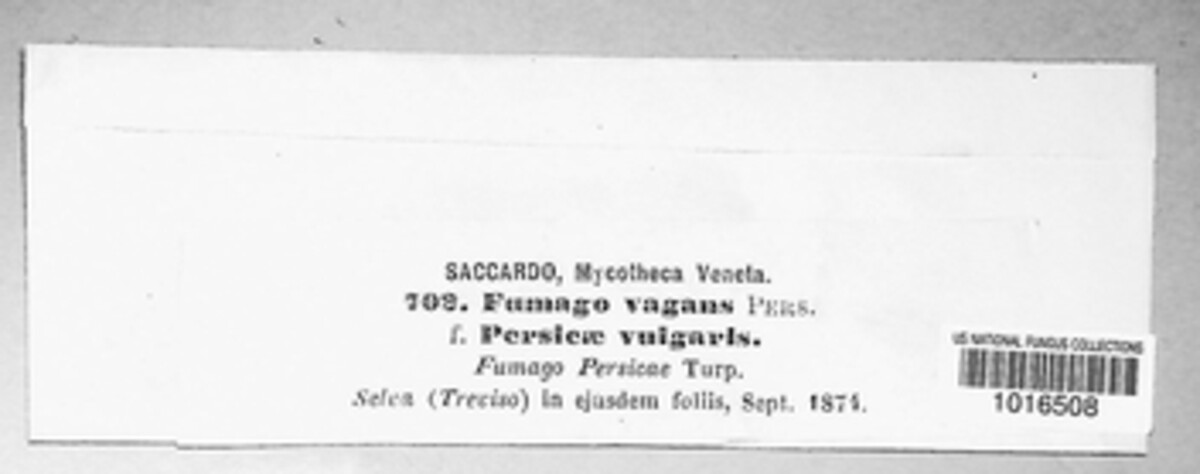 SACCARDO, Mycotheca Veneta.
702. Fumago vagans PERS.
f. Persicæ vulgaris.
Fumago Persicae Turp.
Selva (Treviso) in ejusdem foliis, Sept. 1874.
US NATIONAL FUNGUS COLLECTIONS
1016508